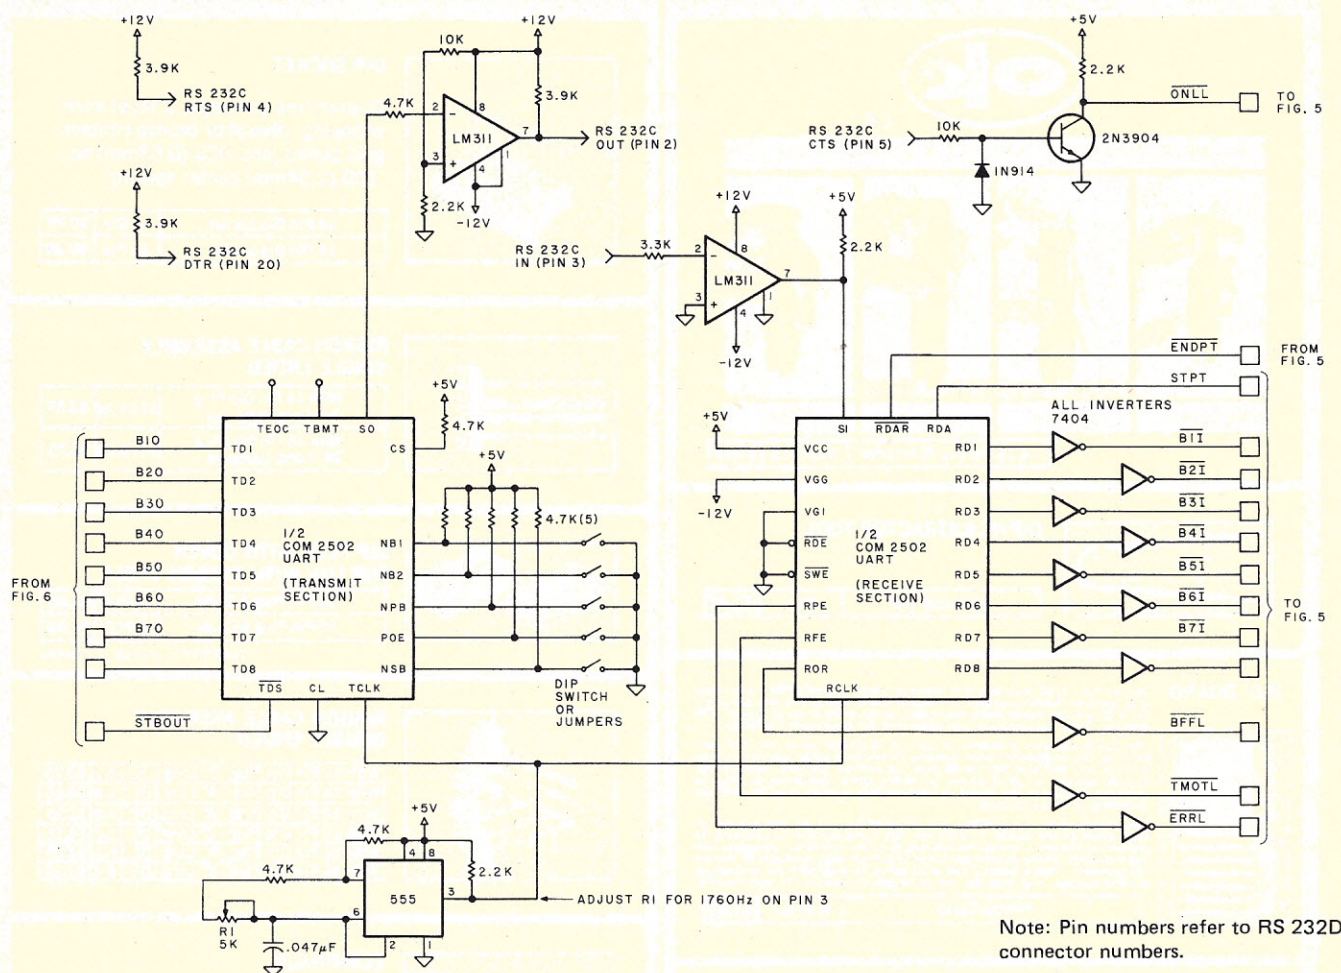 +12V
3.9K
RS 232C
RTS (PIN 4)
+12V
3.9K
RS 232C
DTR (PIN 20)
+12V
10K
4.7K
3.9K
2
8
LM311
7
3
4
1
2.2K
-12V
RS 232C
OUT (PIN 2)
+5V
2.2K
ONLL
TO
FIG. 5
RS 232C
CTS (PIN 5)
10K
2N3904
1N914
+12V
+5V
2.2K
RS 232C
IN (PIN 3)
3.3K
2
8
LM311
7
3
4
1
-12V
ENDPT
FROM
FIG. 5
STPT
ALL INVERTERS
7404
+5V
4.7K
+5V
4.7K(5)
TEOC
TBMT
SO
CS
B10
TD1
B20
TD2
B30
TD3
B40
TD4
B50
TD5
B60
TD6
B70
TD7
TD8
FROM
FIG. 6
STBOUT
1/2
COM 2502
UART
(TRANSMIT
SECTION)
NB1
NB2
NPB
POE
NSB
TDS
CL
TCLK
DIP
SWITCH
OR
JUMPERS
+5V
-12V
SI
RDAR
RDA
VCC
VGG
VGI
RDE
SWE
RPE
RFE
ROR
1/2
COM 2502
UART
(RECEIVE
SECTION)
RCLK
RD1
B1I
RD2
B2I
RD3
B3I
RD4
B4I
RD5
B5I
RD6
B6I
RD7
B7I
RD8
TO
FIG. 5
BFFL
TMOTL
ERRL
+5V
4.7K
4.7K
2.2K
7
4
8
555
3
6
2
1
R1
5K
.047µF
ADJUST R1 FOR 1760Hz ON PIN 3
Note: Pin numbers refer to RS 232D
connector numbers.